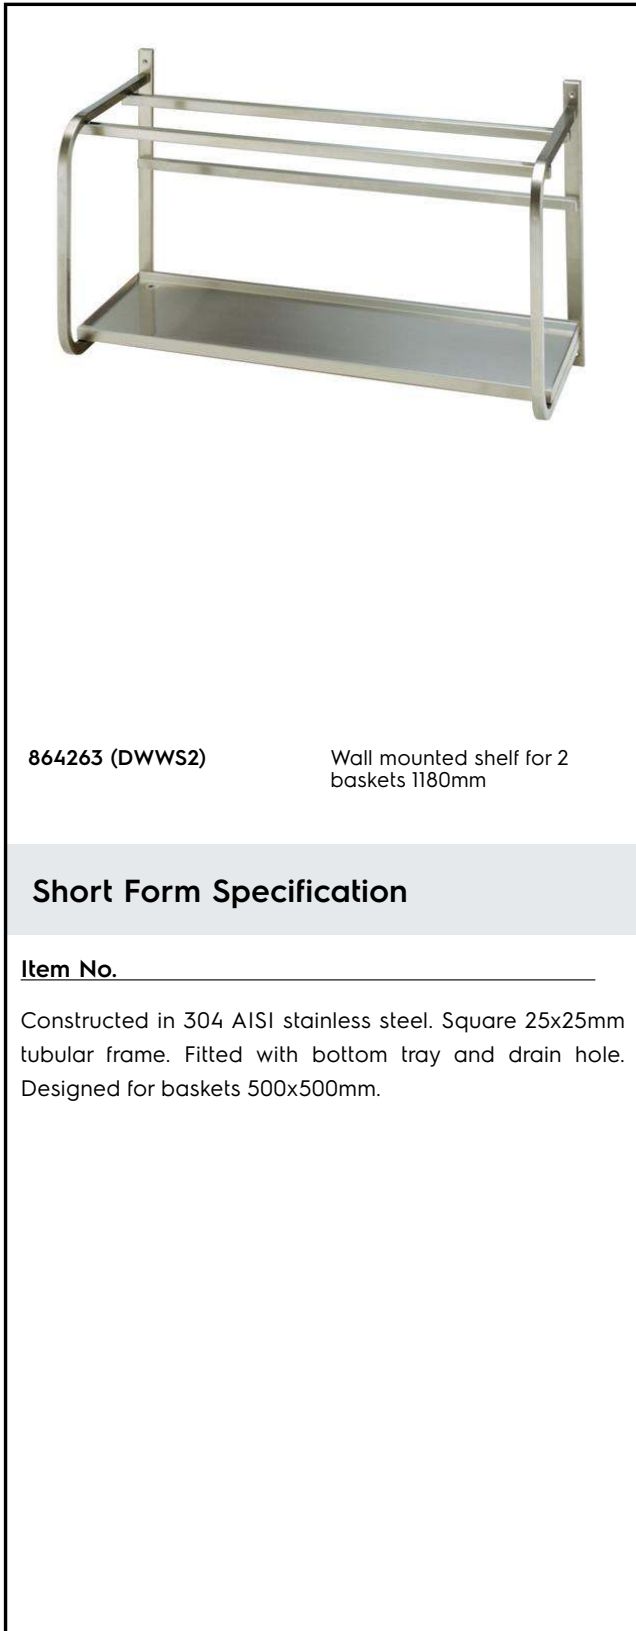 864263 (DWWS2)
Wall mounted shelf for 2
baskets 1180mm
Short Form Specification
Item No.
Constructed in 304 AISI stainless steel. Square 25x25mm
tubular frame. Fitted with bottom tray and drain hole.
Designed for baskets 500x500mm.